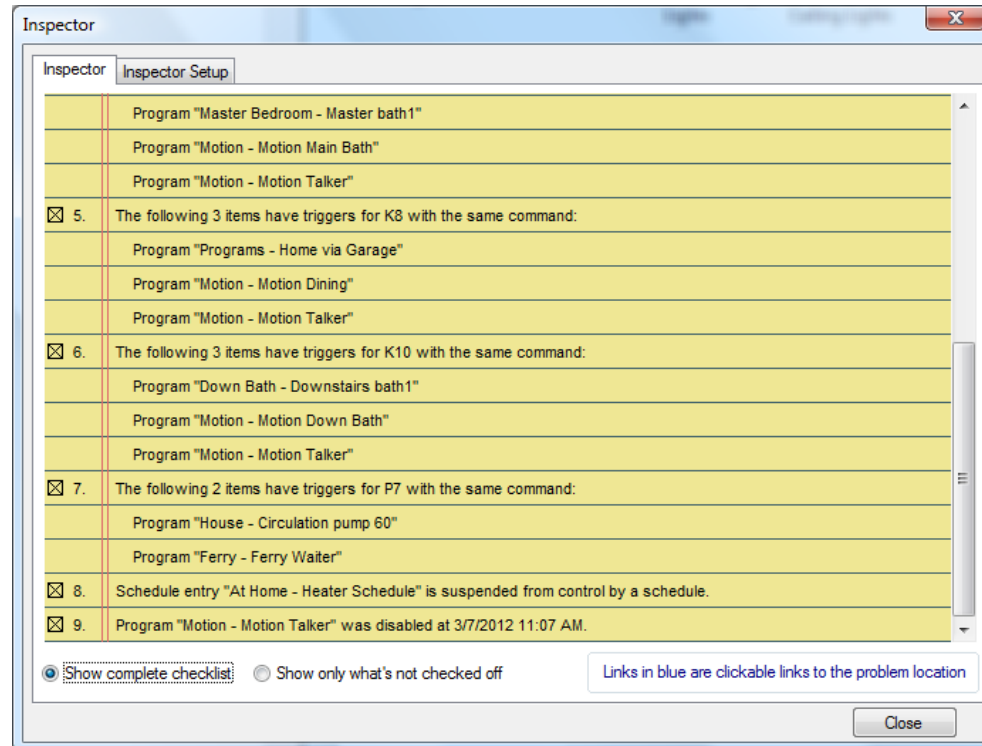 Inspector
Inspector Inspector Setup
Program "Master Bedroom - Master bath1"
Program "Motion - Motion Main Bath"
Program "Motion - Motion Talker"
5. The following 3 items have triggers for K8 with the same command:
Program "Programs - Home via Garage"
Program "Motion - Motion Dining"
Program "Motion - Motion Talker"
6. The following 3 items have triggers for K10 with the same command:
Program "Down Bath - Downstairs bath1"
Program "Motion - Motion Down Bath"
Program "Motion - Motion Talker"
7. The following 2 items have triggers for P7 with the same command:
Program "House - Circulation pump 60"
Program "Ferry - Ferry Waiter"
8. Schedule entry "At Home - Heater Schedule" is suspended from control by a schedule.
9. Program "Motion - Motion Talker" was disabled at 3/7/2012 11:07 AM.
Show complete checklist Show only what's not checked off Links in blue are clickable links to the problem location
Close